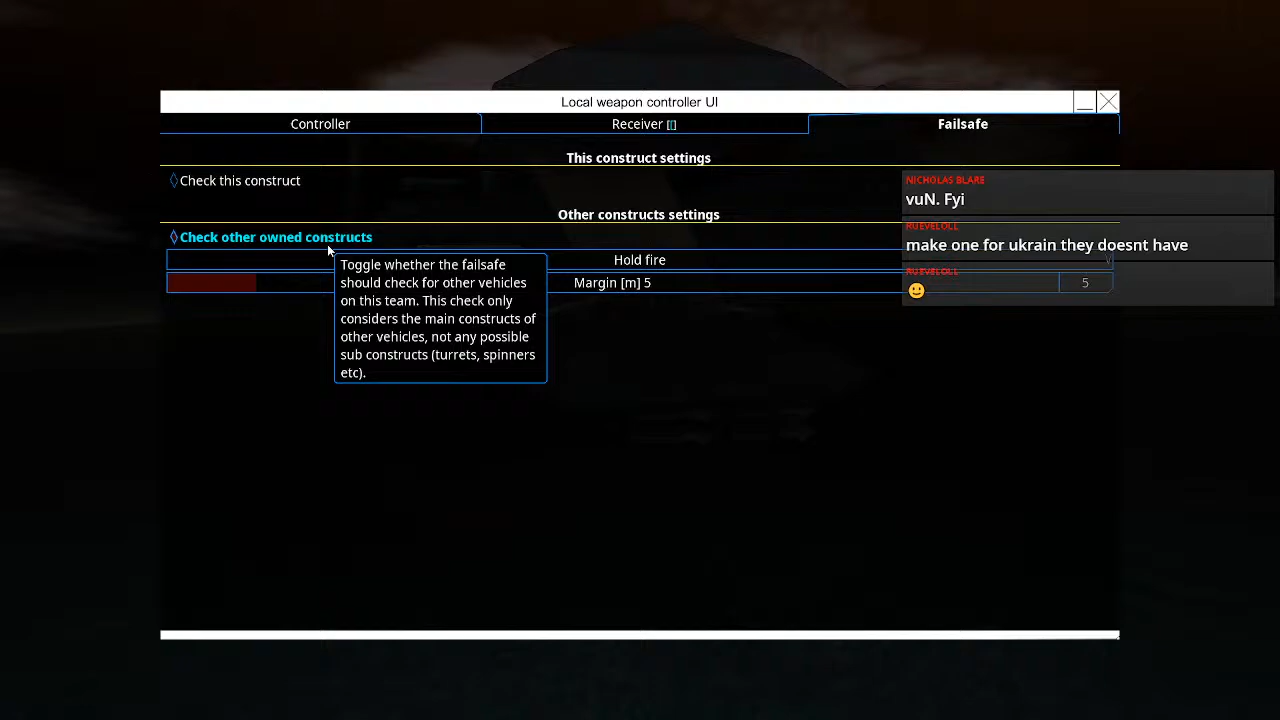 Local weapon controller UI
Controller
Receiver [[]
Failsafe
This construct settings
Check this construct
Other constructs settings
Check other owned constructs
Hold fire
Margin [m] 5
5
Toggle whether the failsafe
should check for other vehicles
on this team. This check only
considers the main constructs of
other vehicles, not any possible
sub constructs (turrets, spinners
etc).
NICHOLAS BLARE
vuN. Fyi
RUEVELOLL
make one for ukrain they doesnt have
RUEVELOLL